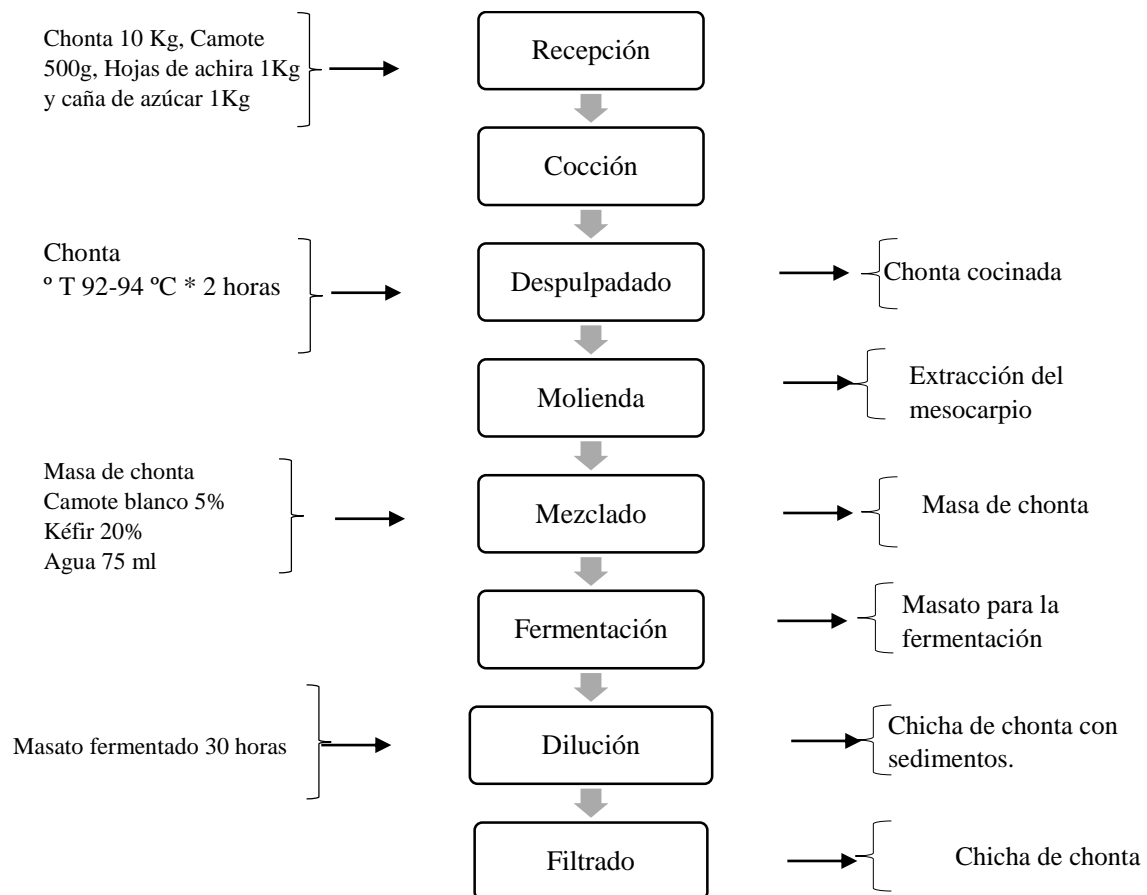 Chonta 10 Kg, Camote
500g, Hojas de achira 1Kg
y caña de azúcar 1Kg
Recepción
Cocción
Chonta
º T 92-94 ºC * 2 horas
Despulpadado
Chonta cocinada
Molienda
Extracción del
mesocarpio
Masa de chonta
Camote blanco 5%
Kéfir 20%
Agua 75 ml
Mezclado
Masa de chonta
Fermentación
Masato para la
fermentación
Masato fermentado 30 horas
Dilución
Chicha de chonta con
sedimentos.
Filtrado
Chicha de chonta